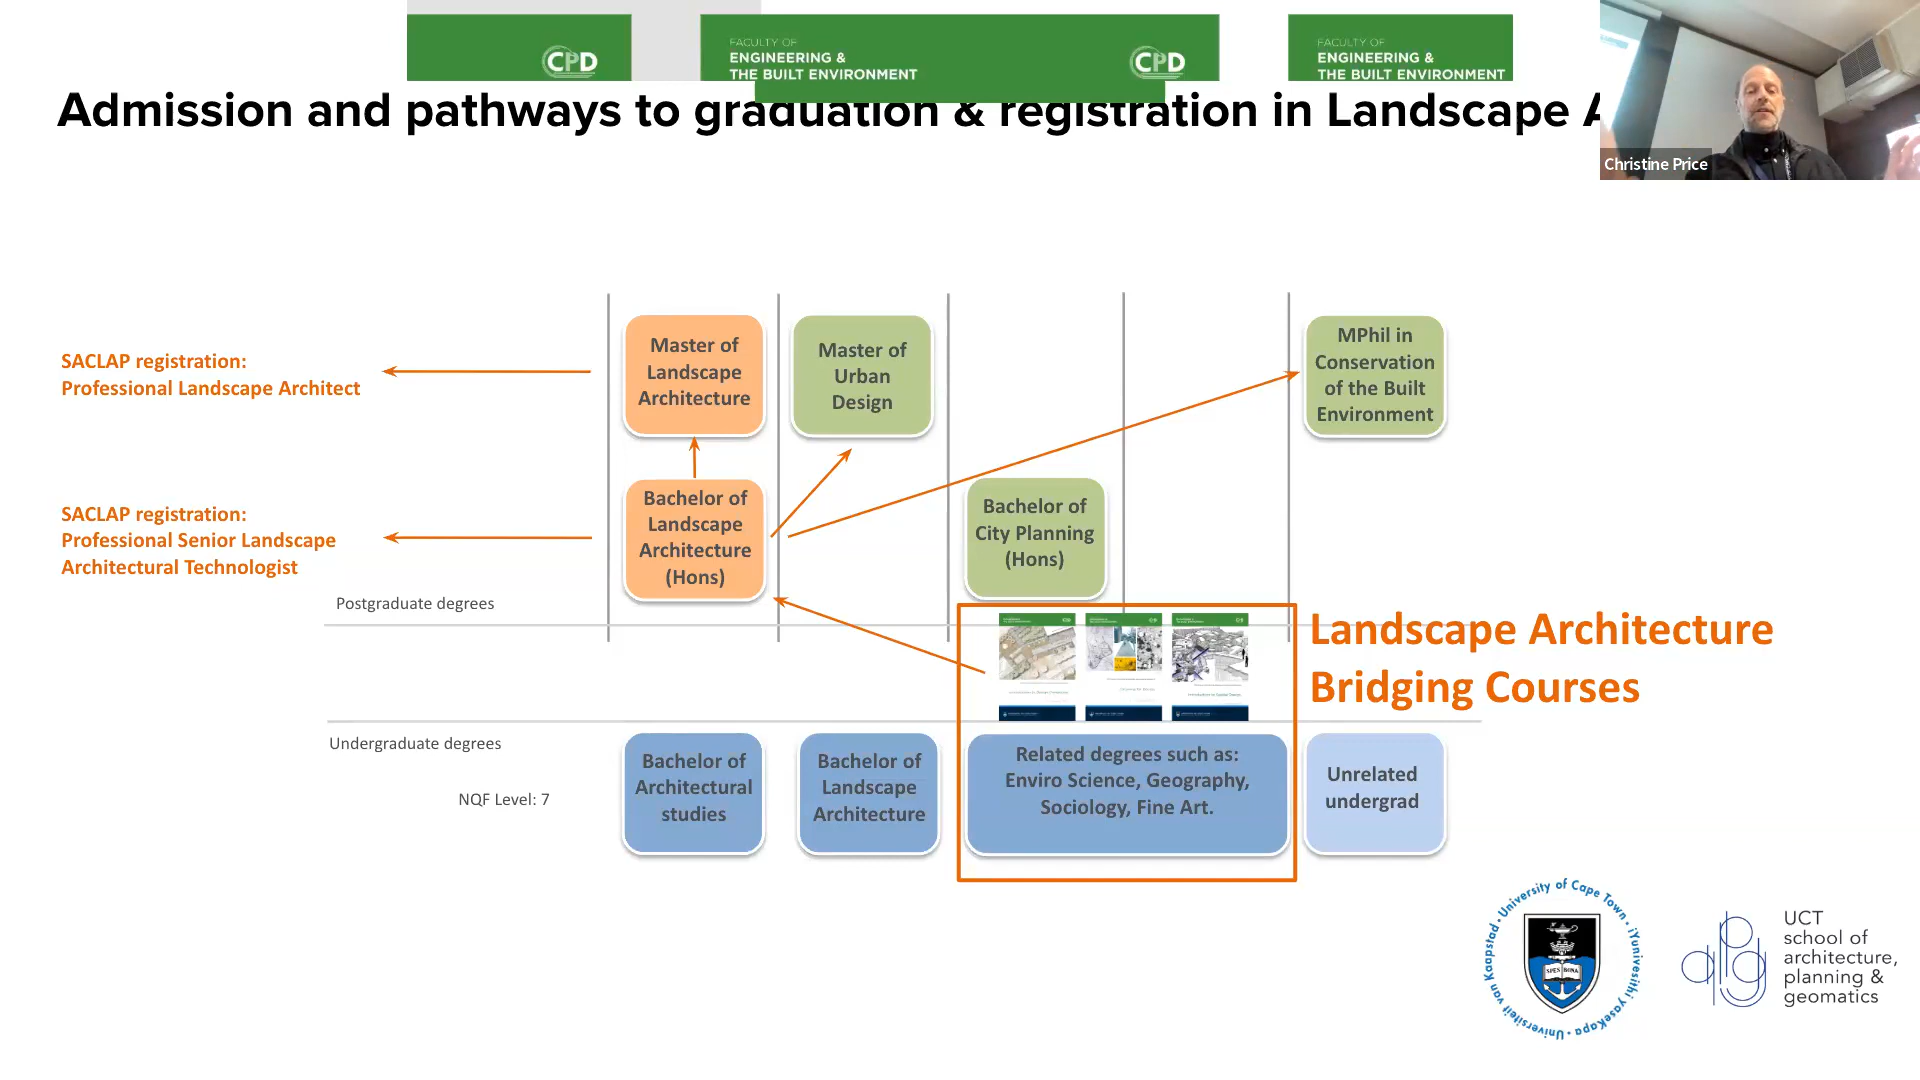 FACULTY OF
ENGINEERING &
THE BUILT ENVIRONMENT
CPD
CPD
FACULTY OF
ENGINEERING &
THE BUILT ENVIRONMENT
Admission and pathways to graduation & registration in Landscape A
Christine Price
SACLAP registration:
Professional Landscape Architect
Master of
Landscape
Architecture
Master of
Urban
Design
MPhil in
Conservation
of the Built
Environment
SACLAP registration:
Professional Senior Landscape
Architectural Technologist
Bachelor of
Landscape
Architecture
(Hons)
Bachelor of
City Planning
(Hons)
Postgraduate degrees
Landscape Architecture
Bridging Courses
Undergraduate degrees
NQF Level: 7
Bachelor of
Architectural
studies
Bachelor of
Landscape
Architecture
Related degrees such as:
Enviro Science, Geography,
Sociology, Fine Art.
Unrelated
undergrad
University of Cape Town · iYunivesithi yaseKapa · Universiteit van Kaapstad ·
SPES BONA
UCT
school of
architecture,
planning &
geomatics